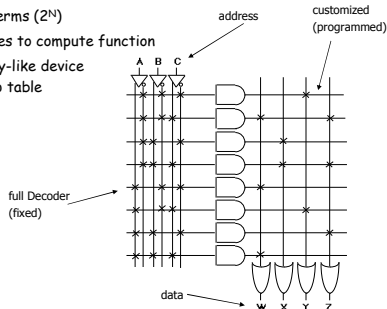 erms (2ᴺ)
es to compute function
y-like device
o table
address
customized
(programmed)
A B C
full Decoder
(fixed)
data
W X Y Z